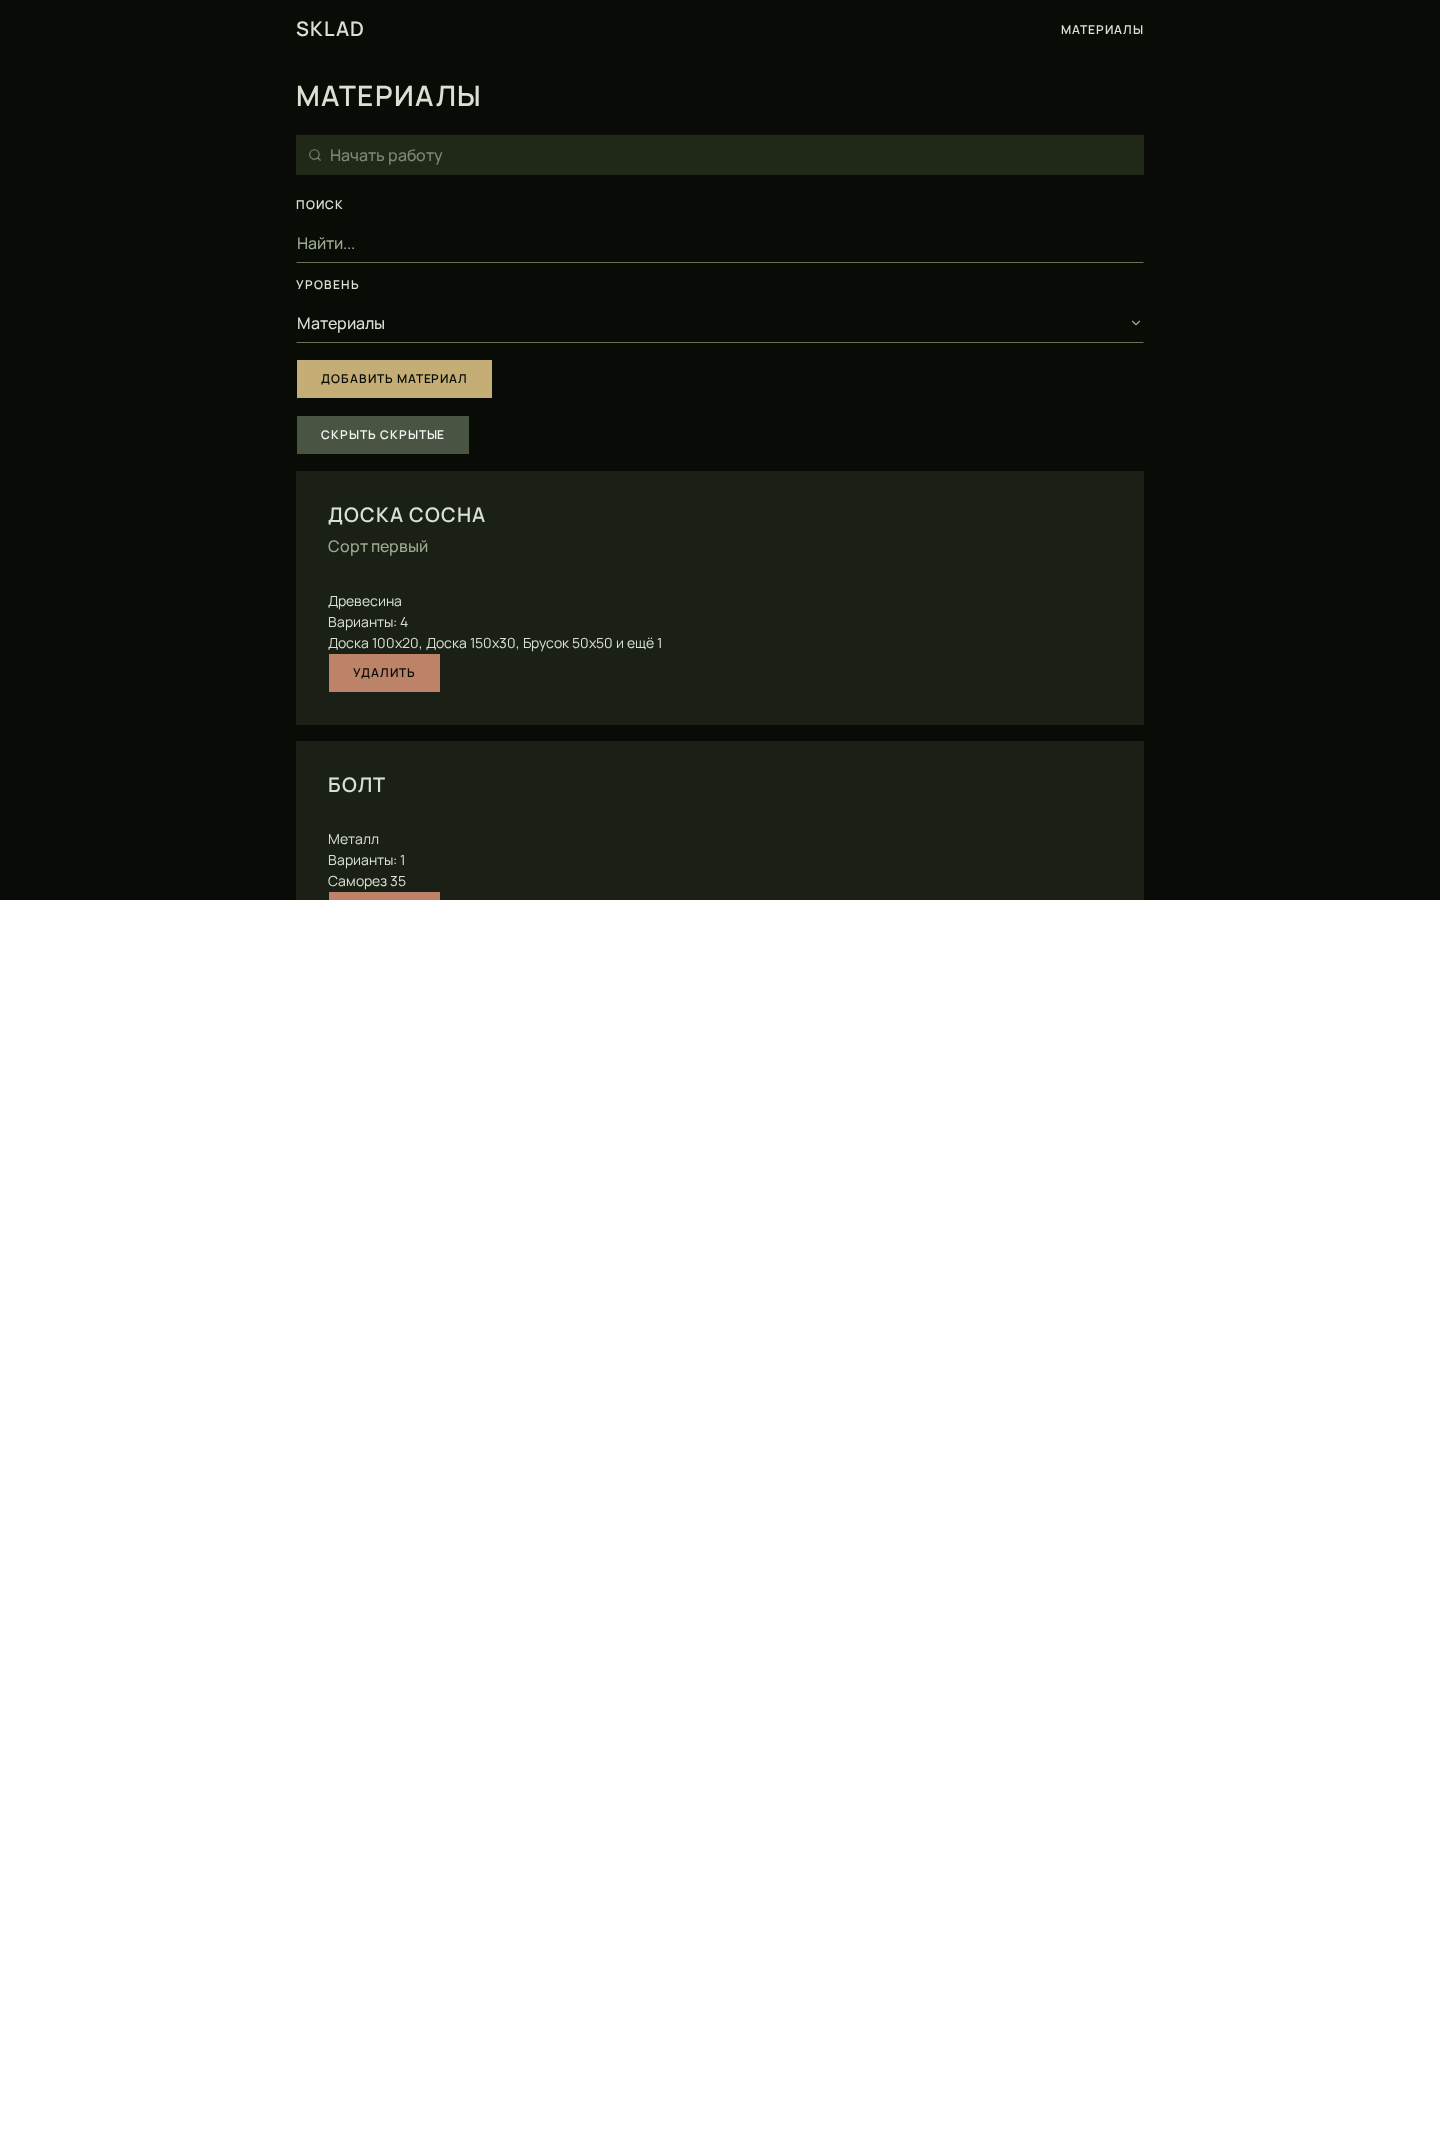 SKLAD
МАТЕРИАЛЫ
МАТЕРИАЛЫ
Начать работу
ПОИСК
Найти...
УРОВЕНЬ
Материалы
ДОБАВИТЬ МАТЕРИАЛ
СКРЫТЬ СКРЫТЫЕ
ДОСКА СОСНА
Сорт первый
Древесина
Варианты: 4
Доска 100x20, Доска 150x30, Брусок 50x50 и ещё 1
УДАЛИТЬ
БОЛТ
Металл
Варианты: 1
Саморез 35